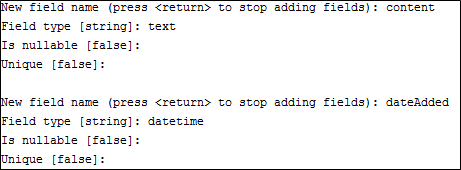 New field name (press <return> to stop adding fields): content
Field type [string]: text
Is nullable [false]:
Unique [false]:
New field name (press <return> to stop adding fields): dateAdded
Field type [string]: datetime
Is nullable [false]:
Unique [false]: